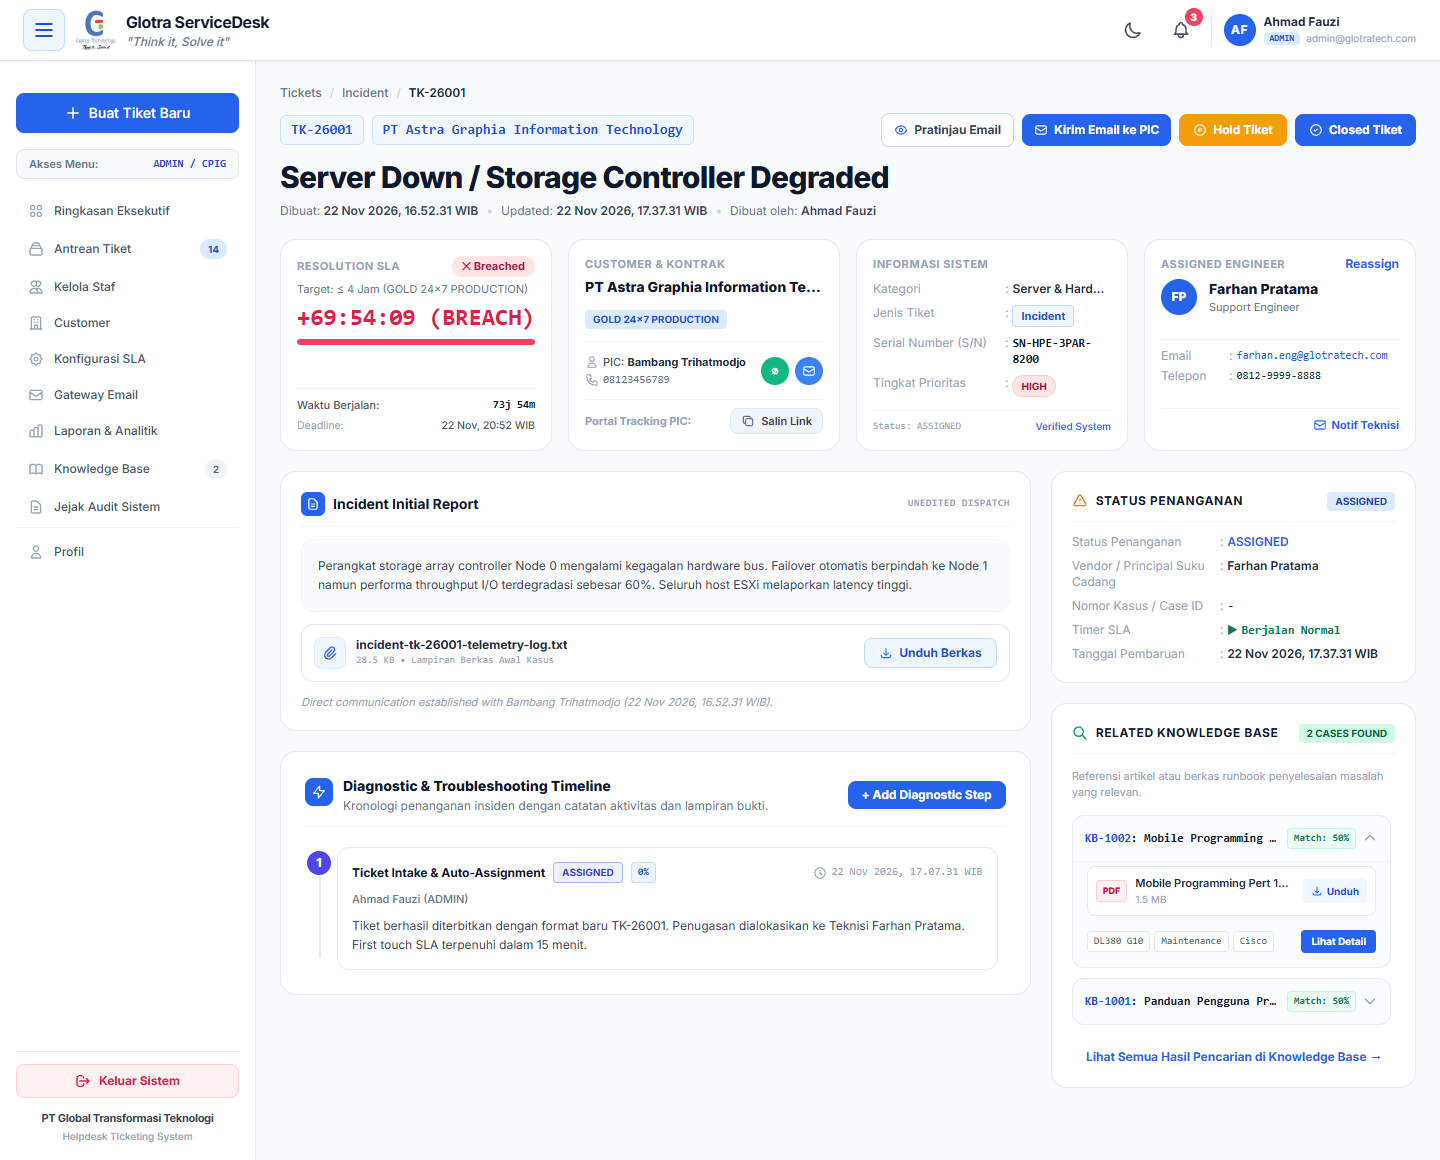 Glotra ServiceDesk
"Think it, Solve it"
3
AF
Ahmad Fauzi
ADMIN admin@glotratech.com
Buat Tiket Baru
Akses Menu: ADMIN / CPIG
Ringkasan Eksekutif
Antrean Tiket 14
Kelola Staf
Customer
Konfigurasi SLA
Gateway Email
Laporan & Analitik
Knowledge Base 2
Jejak Audit Sistem
Profil
Keluar Sistem
PT Global Transformasi Teknologi
Helpdesk Ticketing System
Tickets / Incident / TK-26001
TK-26001 PT Astra Graphia Information Technology
Pratinjau Email Kirim Email ke PIC Hold Tiket Closed Tiket
Server Down / Storage Controller Degraded
Dibuat: 22 Nov 2026, 16.52.31 WIB • Updated: 22 Nov 2026, 17.37.31 WIB • Dibuat oleh: Ahmad Fauzi
RESOLUTION SLA Breached
Target: ≤ 4 Jam (GOLD 24×7 PRODUCTION)
+69:54:09 (BREACH)
Waktu Berjalan: 73j 54m
Deadline: 22 Nov, 20:52 WIB
CUSTOMER & KONTRAK
PT Astra Graphia Information Te...
GOLD 24×7 PRODUCTION
PIC: Bambang Trihatmodjo
08123456789
Portal Tracking PIC: Salin Link
INFORMASI SISTEM
Kategori : Server & Hard...
Jenis Tiket : Incident
Serial Number (S/N) : SN-HPE-3PAR-
8200
Tingkat Prioritas : HIGH
Status: ASSIGNED Verified System
ASSIGNED ENGINEER Reassign
FP
Farhan Pratama
Support Engineer
Email : farhan.eng@glotratech.com
Telepon : 0812-9999-8888
Notif Teknisi
Incident Initial Report UNEDITED DISPATCH
Perangkat storage array controller Node 0 mengalami kegagalan hardware bus. Failover otomatis berpindah ke Node 1
namun performa throughput I/O terdegradasi sebesar 60%. Seluruh host ESXi melaporkan latency tinggi.
incident-tk-26001-telemetry-log.txt
28.5 KB • Lampiran Berkas Awal Kasus
Unduh Berkas
Direct communication established with Bambang Trihatmodjo (22 Nov 2026, 16.52.31 WIB).
Diagnostic & Troubleshooting Timeline
Kronologi penanganan insiden dengan catatan aktivitas dan lampiran bukti.
+ Add Diagnostic Step
1
Ticket Intake & Auto-Assignment ASSIGNED 0% 22 Nov 2026, 17.07.31 WIB
Ahmad Fauzi (ADMIN)
Tiket berhasil diterbitkan dengan format baru TK-26001. Penugasan dialokasikan ke Teknisi Farhan Pratama.
First touch SLA terpenuhi dalam 15 menit.
STATUS PENANGANAN ASSIGNED
Status Penanganan : ASSIGNED
Vendor / Principal Suku : Farhan Pratama
Cadang
Nomor Kasus / Case ID : -
Timer SLA : ▶ Berjalan Normal
Tanggal Pembaruan : 22 Nov 2026, 17.37.31 WIB
RELATED KNOWLEDGE BASE 2 CASES FOUND
Referensi artikel atau berkas runbook penyelesaian masalah
yang relevan.
KB-1002: Mobile Programming … Match: 50%
PDF
Mobile Programming Pert 1...
1.5 MB
Unduh
DL380 G10 Maintenance Cisco Lihat Detail
KB-1001: Panduan Pengguna Pr… Match: 50%
Lihat Semua Hasil Pencarian di Knowledge Base →